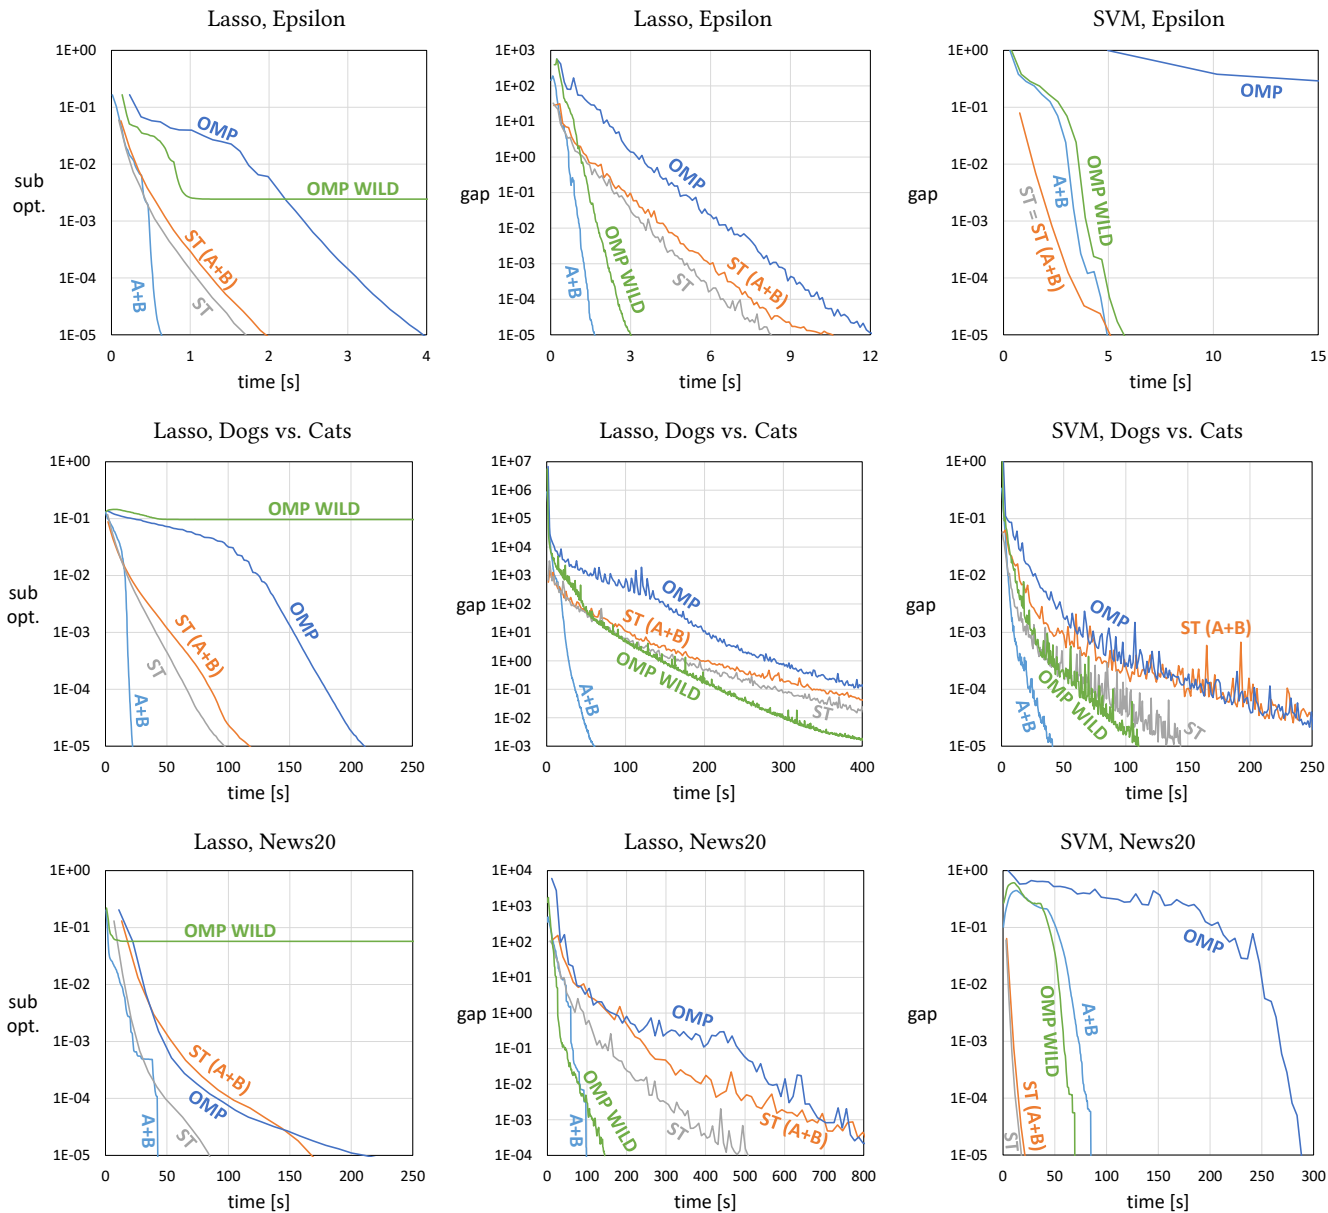 Lasso, Epsilon
1E+00
1E-01
1E-02
1E-03
1E-04
1E-05
sub
opt.
OMP
OMP WILD
ST (A+B)
A+B
ST
0 1 2 3 4
time [s]
Lasso, Epsilon
1E+03
1E+02
1E+01
1E+00
1E-01
1E-02
1E-03
1E-04
1E-05
gap
OMP
OMP WILD
ST (A+B)
A+B
ST
0 3 6 9 12
time [s]
SVM, Epsilon
1E+00
1E-01
1E-02
1E-03
1E-04
1E-05
OMP
A+B
OMP WILD
ST = ST (A+B)
0 5 10 15
time [s]
Lasso, Dogs vs. Cats
1E+00
1E-01
1E-02
1E-03
1E-04
1E-05
sub
opt.
OMP WILD
OMP
ST (A+B)
ST
A+B
0 50 100 150 200 250
time [s]
Lasso, Dogs vs. Cats
1E+07
1E+06
1E+05
1E+04
1E+03
1E+02
1E+01
1E+00
1E-01
1E-02
1E-03
gap
OMP
ST (A+B)
OMP WILD
A+B
ST
0 100 200 300 400
time [s]
SVM, Dogs vs. Cats
1E+00
1E-01
1E-02
1E-03
1E-04
1E-05
OMP
ST (A+B)
OMP WILD
A+B
ST
0 50 100 150 200 250
time [s]
Lasso, News20
1E+00
1E-01
1E-02
1E-03
1E-04
1E-05
sub
opt.
OMP WILD
ST (A+B)
OMP
A+B
ST
0 50 100 150 200 250
time [s]
Lasso, News20
1E+04
1E+03
1E+02
1E+01
1E+00
1E-01
1E-02
1E-03
1E-04
gap
OMP
OMP WILD
A+B
ST
ST (A+B)
0 100 200 300 400 500 600 700 800
time [s]
SVM, News20
1E+00
1E-01
1E-02
1E-03
1E-04
1E-05
gap
OMP
OMP WILD
A+B
ST (A+B)
ST
0 50 100 150 200 250 300
time [s]